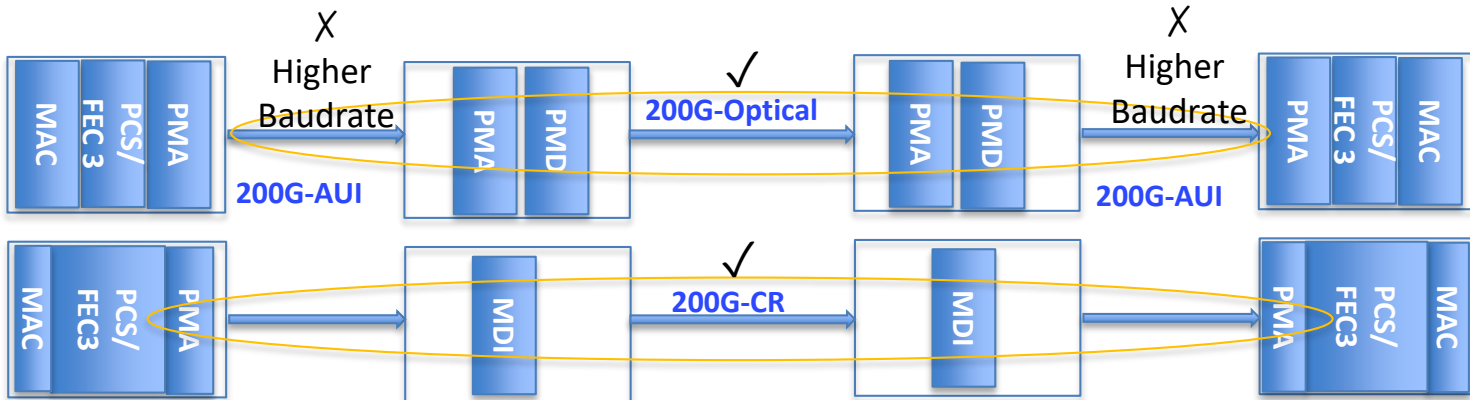 ✗
Higher
Baudrate
✓
✗
Higher
Baudrate
MAC
PCS/
FEC 3
PMA
200G-AUI
PMA
PMD
200G-Optical
PMA
PMD
200G-AUI
PMA
PCS/
FEC 3
MAC
MAC
PCS/
FEC3
PMA
MDI
✓
200G-CR
MDI
PMA
PCS/
FEC3
MAC